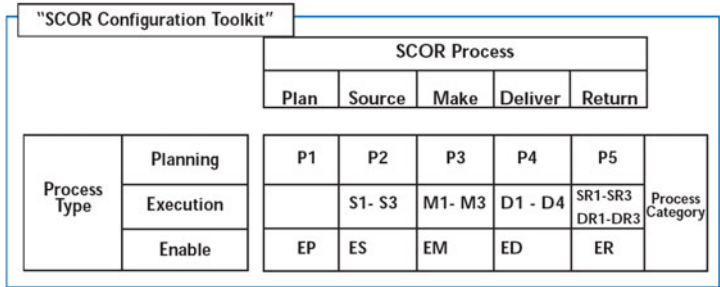 “SCOR Configuration Toolkit”
SCOR Process
Plan Source Make Deliver Return
Planning P1 P2 P3 P4 P5
Process Type Execution S1- S3 M1- M3 D1 - D4 SR1-SR3 DR1-DR3 Process Category
Enable EP ES EM ED ER